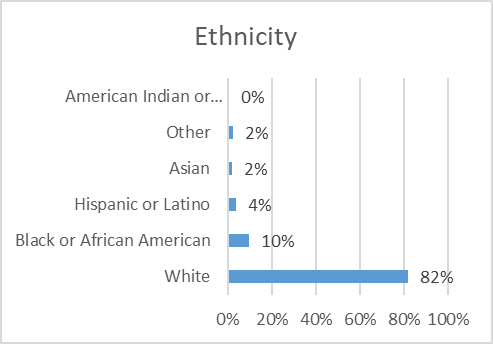 Ethnicity
American Indian or... 0%
Other 2%
Asian 2%
Hispanic or Latino 4%
Black or African American 10%
White 82%
0% 20% 40% 60% 80% 100%